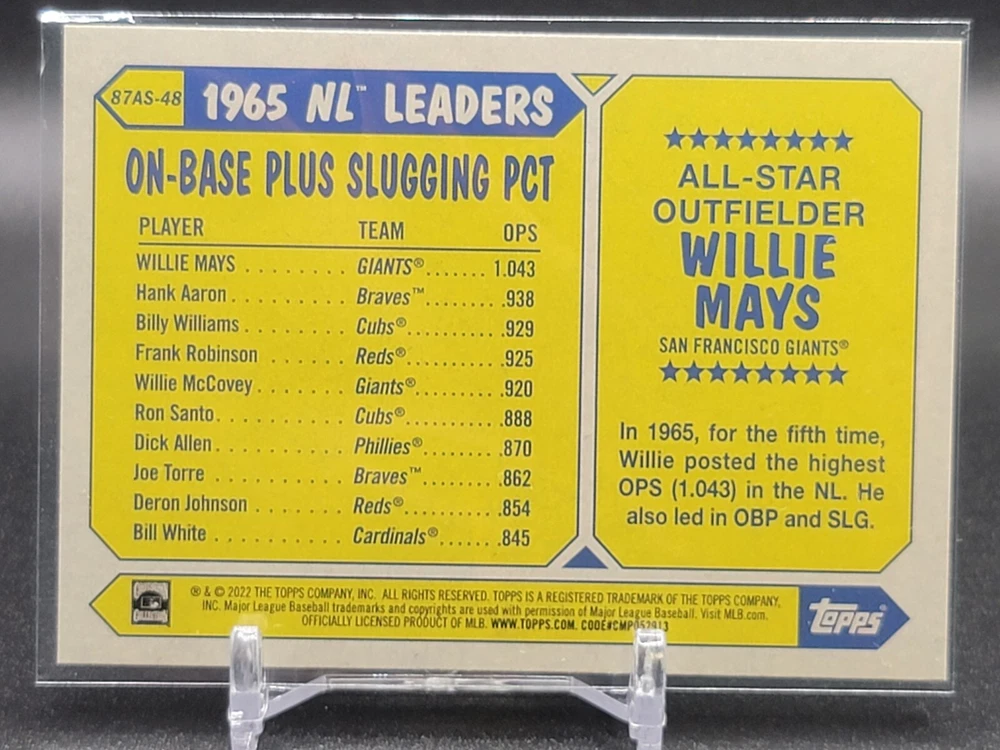 87AS-48
1965 NL™ LEADERS
ON-BASE PLUS SLUGGING PCT
PLAYER TEAM OPS
WILLIE MAYS . . . . . . . . GIANTS®. . . . . . . 1.043
Hank Aaron . . . . . . . . . Braves™. . . . . . . .938
Billy Williams . . . . . . . . Cubs®. . . . . . . . . .929
Frank Robinson . . . . . . Reds®. . . . . . . . . .925
Willie McCovey . . . . . . . Giants®. . . . . . . . .920
Ron Santo. . . . . . . . . . Cubs®. . . . . . . . . .888
Dick Allen. . . . . . . . . . Phillies®. . . . . . . .870
Joe Torre . . . . . . . . . . Braves™. . . . . . . .862
Deron Johnson . . . . . . . Reds®. . . . . . . . . .854
Bill White . . . . . . . . . . Cardinals®. . . . . . .845
ALL-STAR
OUTFIELDER
WILLIE
MAYS
SAN FRANCISCO GIANTS®
In 1965, for the fifth time,
Willie posted the highest
OPS (1.043) in the NL. He
also led in OBP and SLG.
® & © 2022 THE TOPPS COMPANY, INC. ALL RIGHTS RESERVED. TOPPS IS A REGISTERED TRADEMARK OF THE TOPPS COMPANY,
INC. Major League Baseball trademarks and copyrights are used with permission of Major League Baseball. Visit MLB.com.
OFFICIALLY LICENSED PRODUCT OF MLB. WWW.TOPPS.COM. CODE#CMP052913
topps